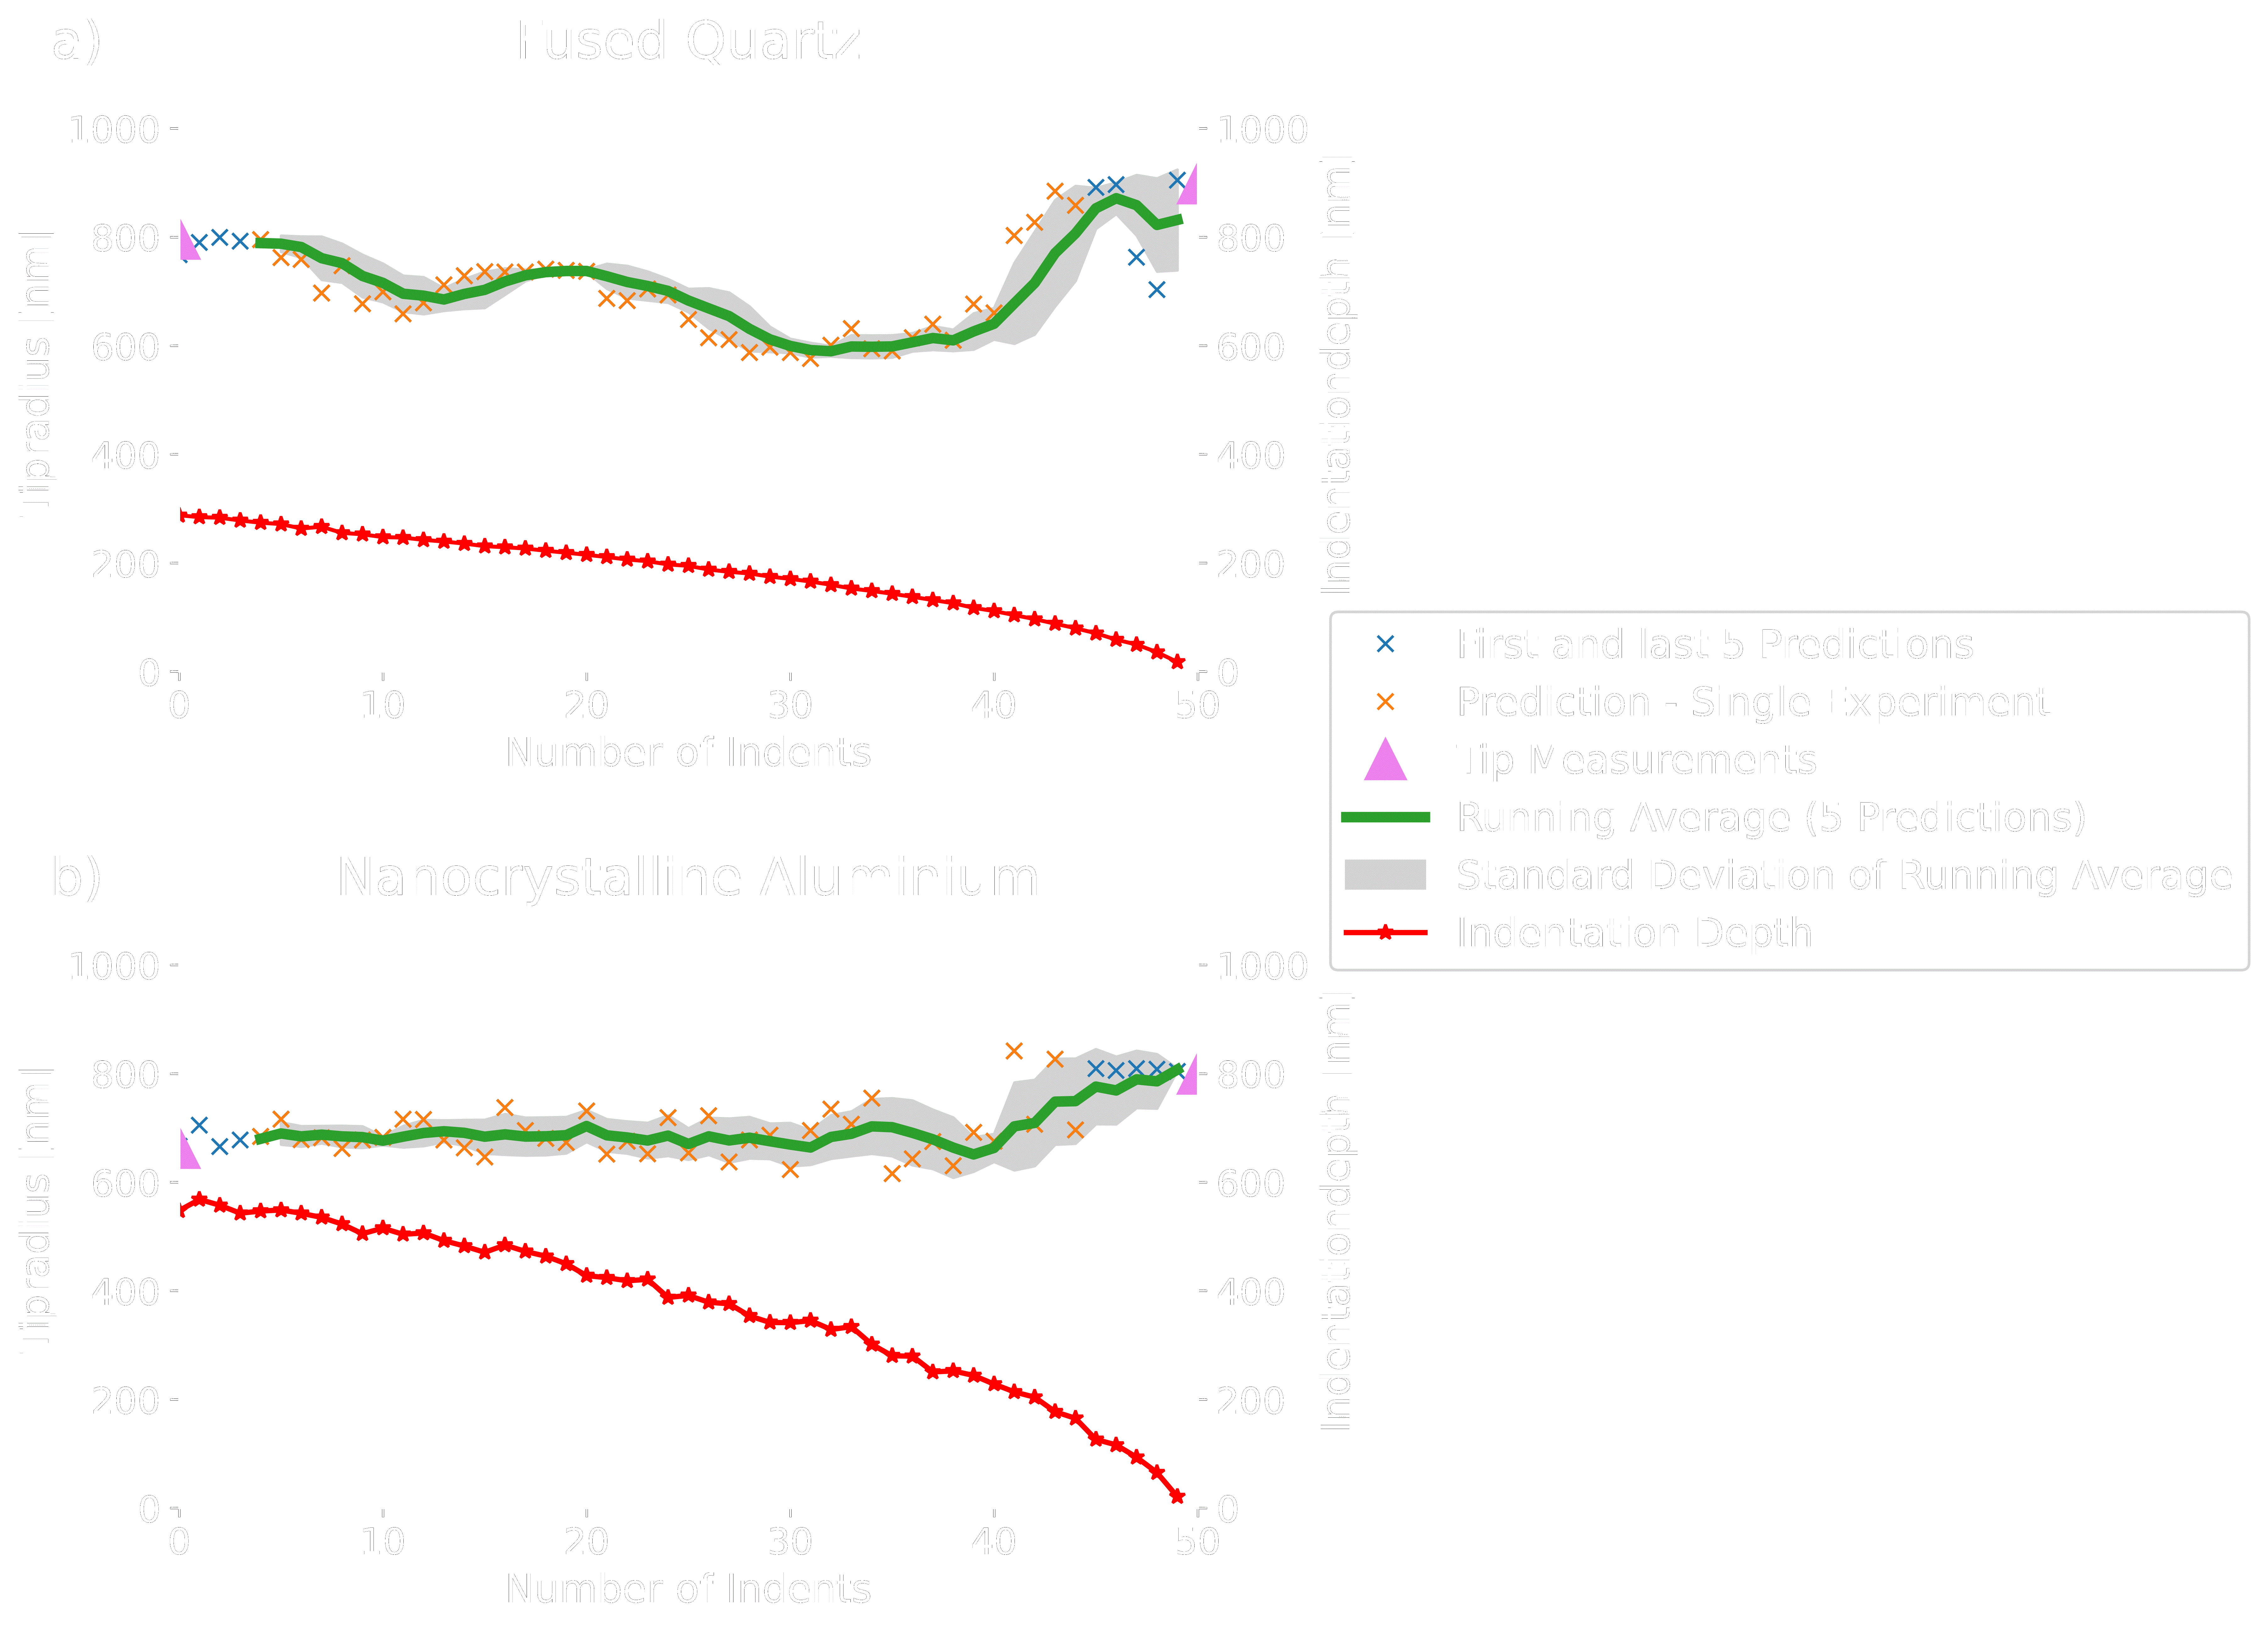 a)
Fused Quartz
1000
800
600
400
200
0
Tipradius [nm]
1000
800
600
400
200
0
Indentationdepth [nm]
0 10 20 30 40 50
Number of Indents
First and last 5 Predictions
Prediction - Single Experiment
Tip Measurements
Running Average (5 Predictions)
Standard Deviation of Running Average
Indentation Depth
b)
Nanocrystalline Aluminium
1000
800
600
400
200
0
Tipradius [nm]
1000
800
600
400
200
0
Indentationdepth [nm]
0 10 20 30 40 50
Number of Indents